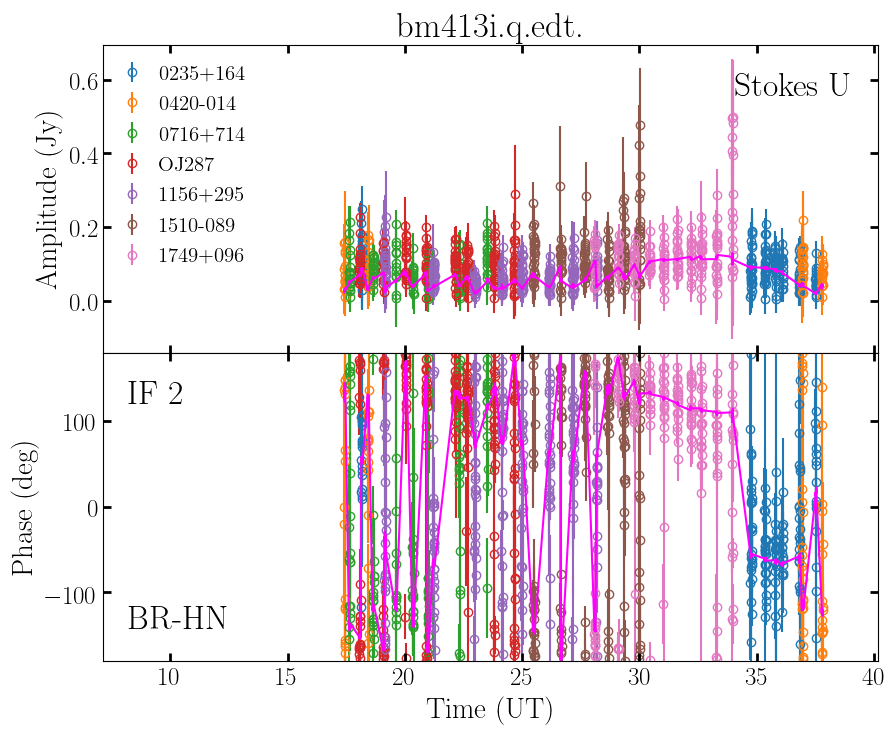 bm413i.q.edt.
Stokes U
0235+164
0420-014
0716+714
OJ287
1156+295
1510-089
1749+096
Amplitude (Jy)
0.6
0.4
0.2
0.0
IF 2
BR-HN
Phase (deg)
100
0
−100
10 15 20 25 30 35 40
Time (UT)